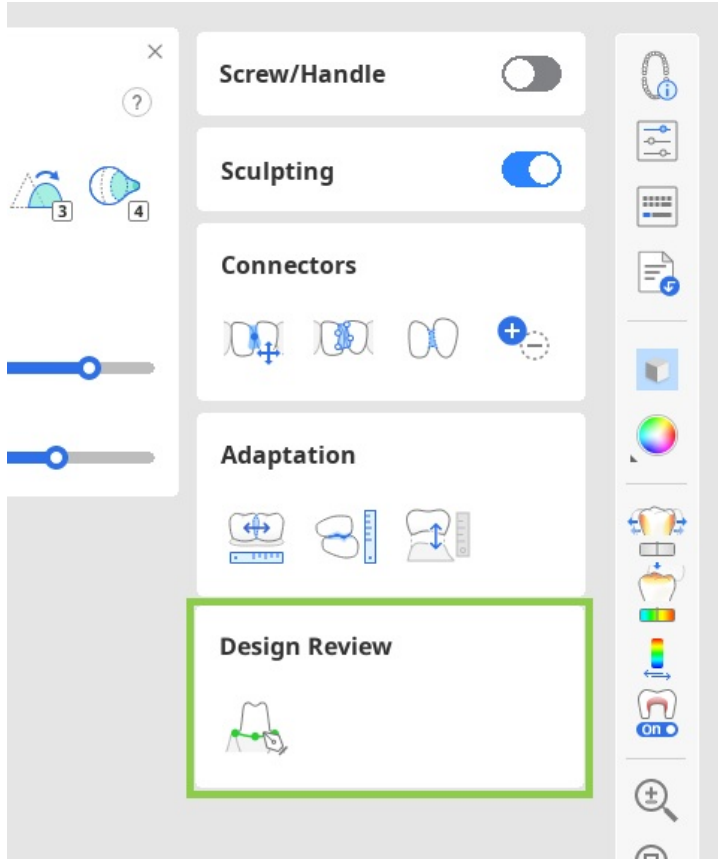 Screw/Handle
?
3
4
Sculpting
Connectors
Adaptation
Design Review
On